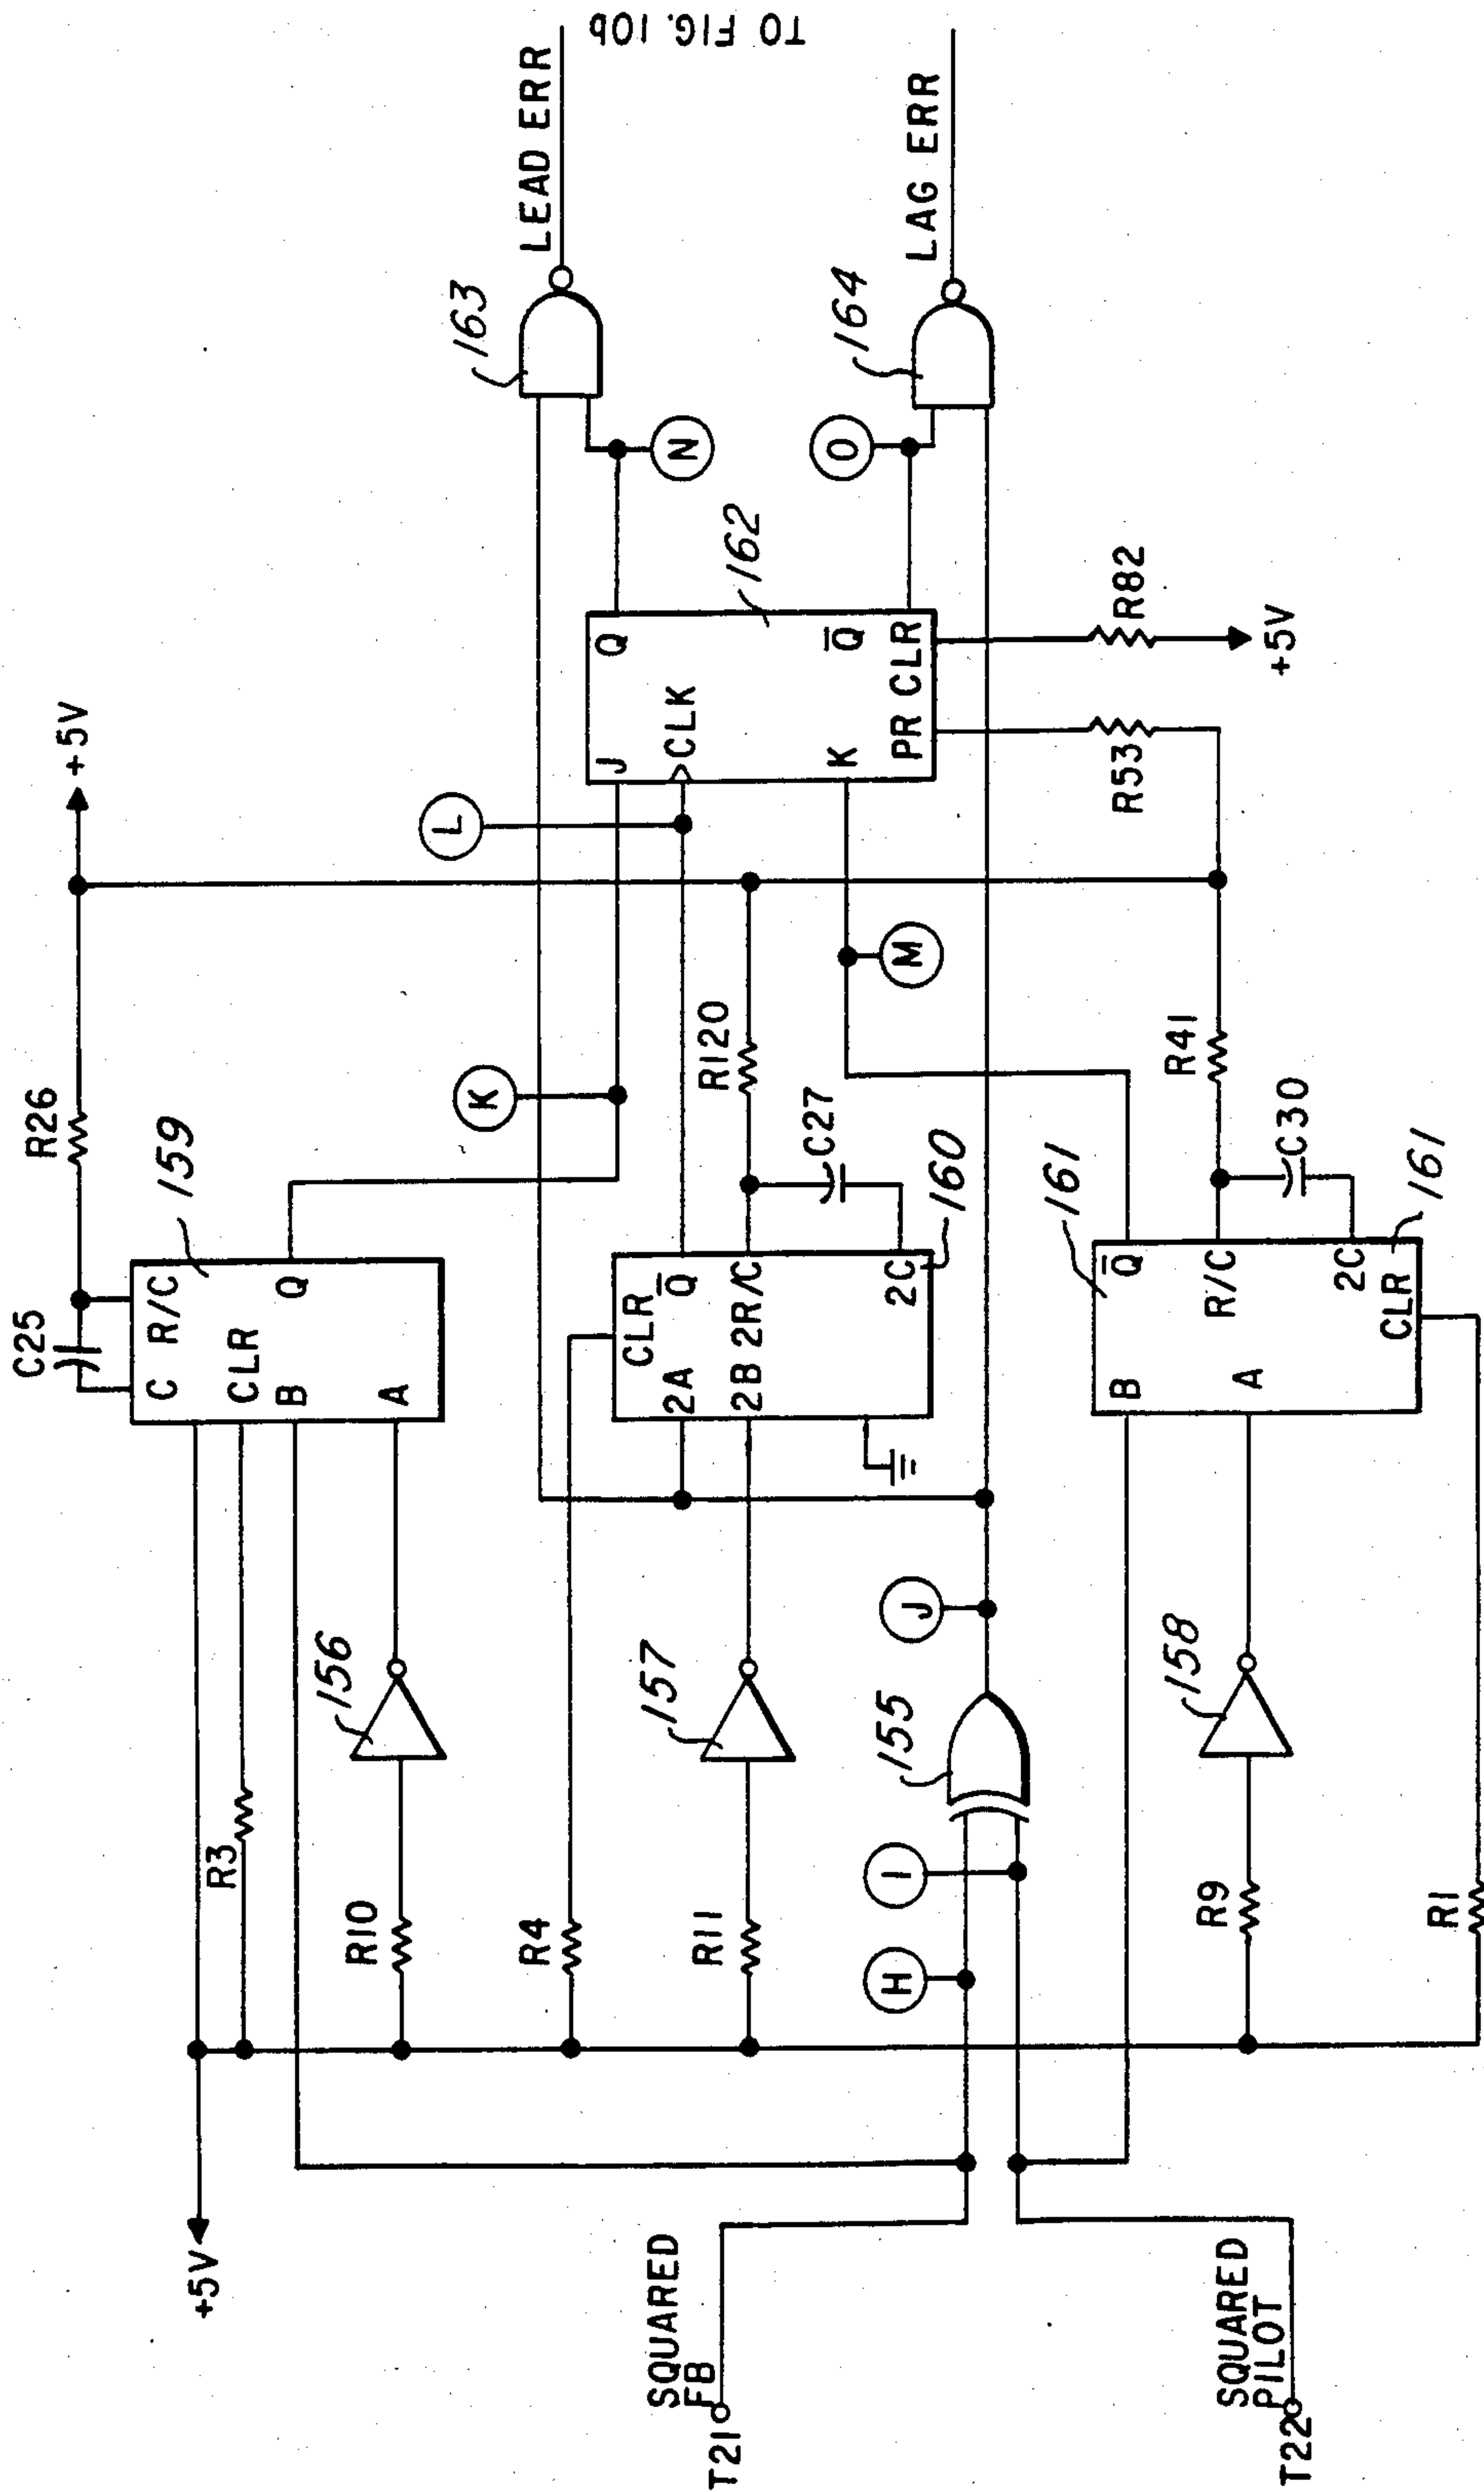 +5V
R3
R10
156
R4
R11
157
SQUARED
FB
T21
H
I
155
J
SQUARED
PILOT
T22
R9
158
R1
C25
R26
+5V
C R/C
CLR
B
A
Q
159
K
L
CLR
2A
Q̅
2B 2R/C
2C
160
R120
C27
B
A
Q̅
R/C
2C
CLR
161
161
R41
C30
M
J
CLK
K
Q
Q̅
PR CLR
162
R53
R82
+5V
N
O
163
164
LEAD ERR
LAG ERR
TO FIG. 10b